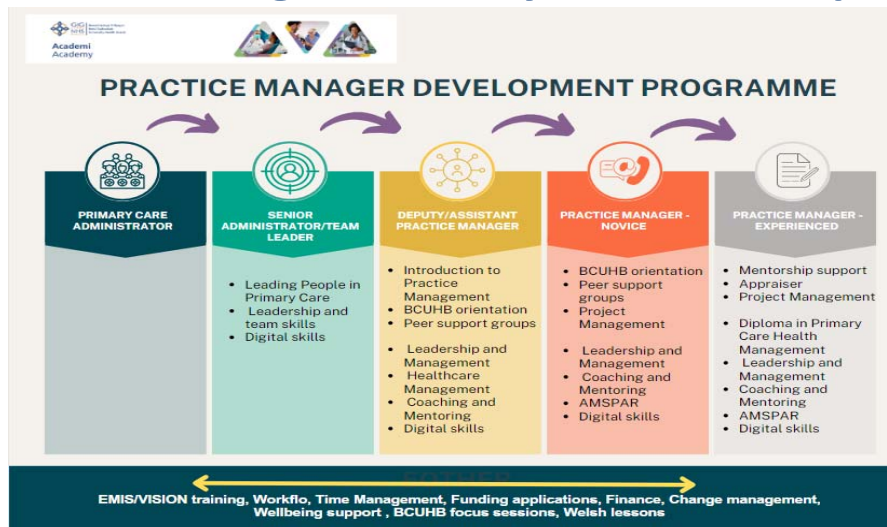 GIG
NHS
Academi
Academy
PRACTICE MANAGER DEVELOPMENT PROGRAMME
PRIMARY CARE
ADMINISTRATOR
SENIOR
ADMINISTRATOR/TEAM
LEADER
• Leading People in
Primary Care
• Leadership and
team skills
• Digital skills
DEPUTY/ASSISTANT
PRACTICE MANAGER
• Introduction to
Practice
Management
• BCUHB orientation
• Peer support groups
• Leadership and
Management
• Healthcare
Management
• Coaching and
Mentoring
• Digital skills
PRACTICE MANAGER -
NOVICE
• BCUHB orientation
• Peer support
groups
• Project
Management
• Leadership and
Management
• Coaching and
Mentoring
• AMSPAR
• Digital skills
PRACTICE MANAGER -
EXPERIENCED
• Mentorship support
• Appraiser
• Project Management
• Diploma in Primary
Care Health
Management
• Leadership and
Management
• Coaching and
Mentoring
• AMSPAR
• Digital skills
EMIS/VISION training, Workflo, Time Management, Funding applications, Finance, Change management,
Wellbeing support , BCUHB focus sessions, Welsh lessons